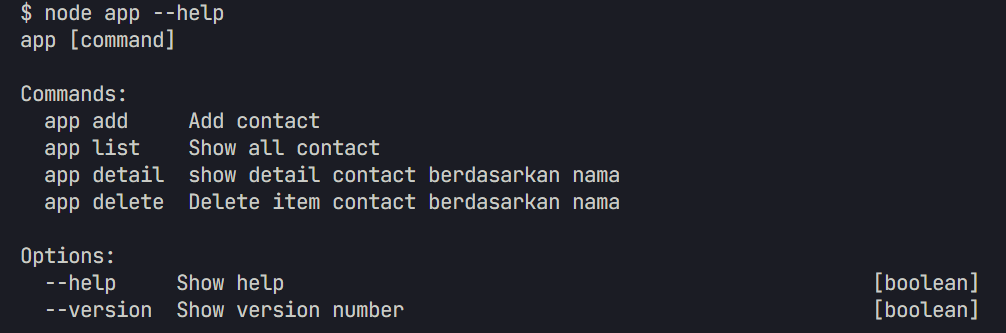 $ node app --help
app [command]

Commands:
  app add     Add contact
  app list    Show all contact
  app detail  show detail contact berdasarkan nama
  app delete  Delete item contact berdasarkan nama

Options:
  --help     Show help                                                 [boolean]
  --version  Show version number                                       [boolean]